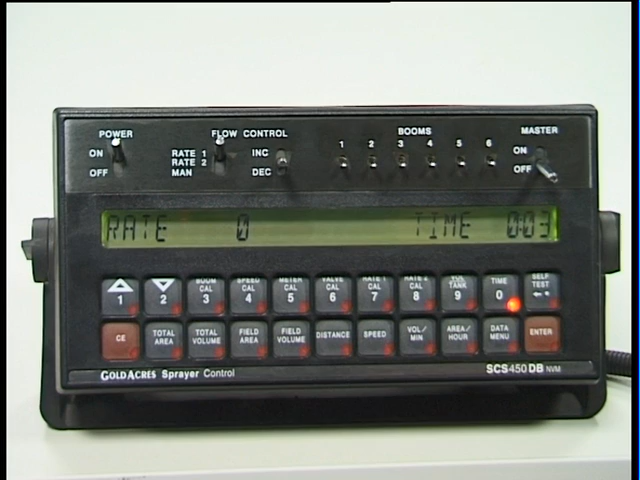 POWER FLOW CONTROL BOOMS MASTER
ON RATE 1 INC 1 2 3 4 5 6 ON
RATE 2
OFF MAN DEC OFF
RATE 0 TIME 0:03
1 2 BOOM CAL 3 SPEED CAL 4 METER CAL 5 VALVE CAL 6 RATE 1 CAL 7 RATE 2 CAL 8 VOL TANK 9 TIME 0 SELF TEST
CE TOTAL AREA TOTAL VOLUME FIELD AREA FIELD VOLUME DISTANCE SPEED VOL/MIN AREA/HOUR DATA MENU ENTER
GOLDACRES Sprayer Control SCS450DB NVM